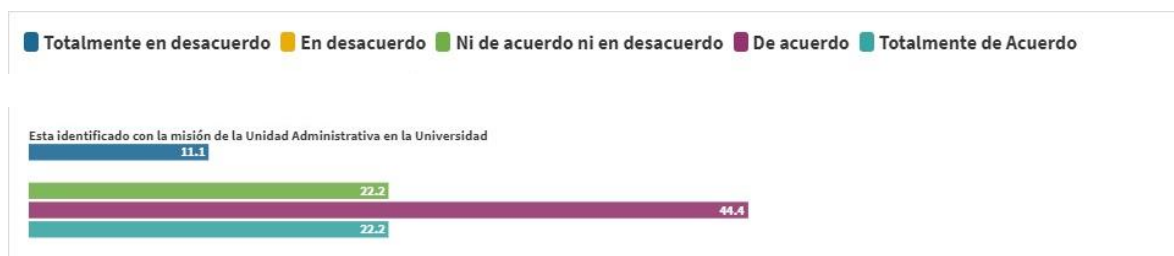 Totalmente en desacuerdo En desacuerdo Ni de acuerdo ni en desacuerdo De acuerdo Totalmente de Acuerdo
Esta identificado con la misión de la Unidad Administrativa en la Universidad
11.1
22.2
44.4
22.2